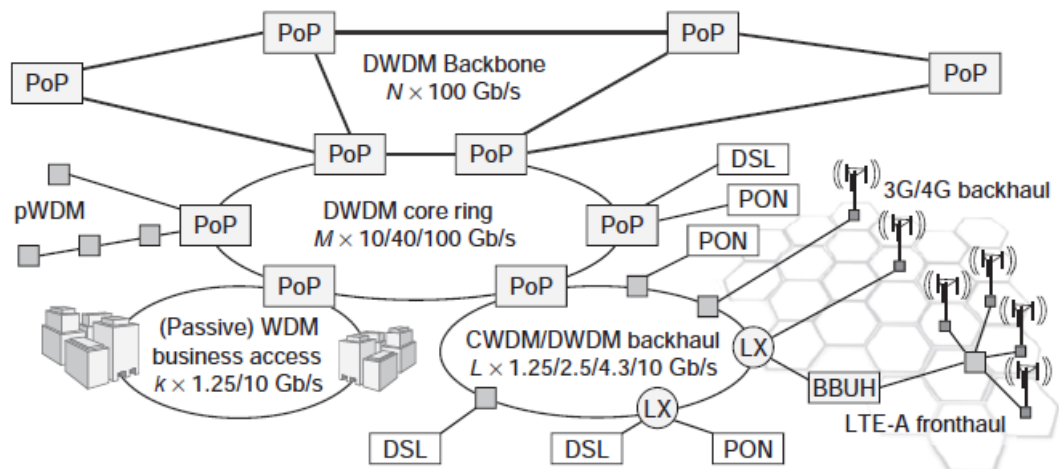 PoP
PoP
PoP
PoP
DWDM Backbone
N × 100 Gb/s
PoP
PoP
DSL
PON
3G/4G backhaul
pWDM
PoP
DWDM core ring
M × 10/40/100 Gb/s
PoP
PON
PoP
PoP
(Passive) WDM
business access
k × 1.25/10 Gb/s
CWDM/DWDM backhaul
L × 1.25/2.5/4.3/10 Gb/s
LX
BBUH
LX
LTE-A fronthaul
DSL
DSL
PON